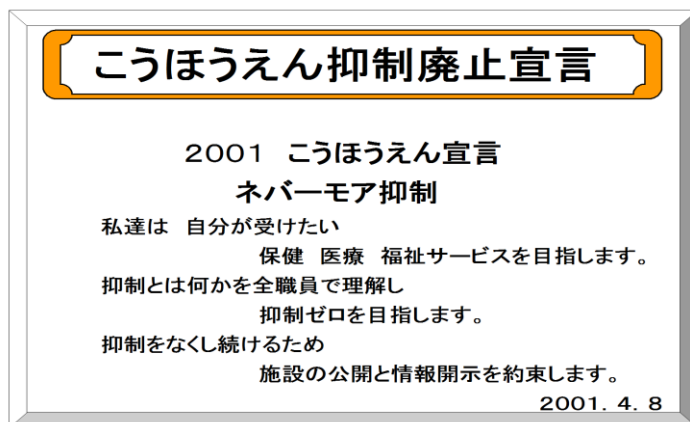 こうほうえん抑制廃止宣言
2001 こうほうえん宣言
ネバーモア抑制
私達は 自分が受けたい
保健 医療 福祉サービスを目指します。
抑制とは何かを全職員で理解し
抑制ゼロを目指します。
抑制をなくし続けるため
施設の公開と情報開示を約束します。
2001. 4. 8